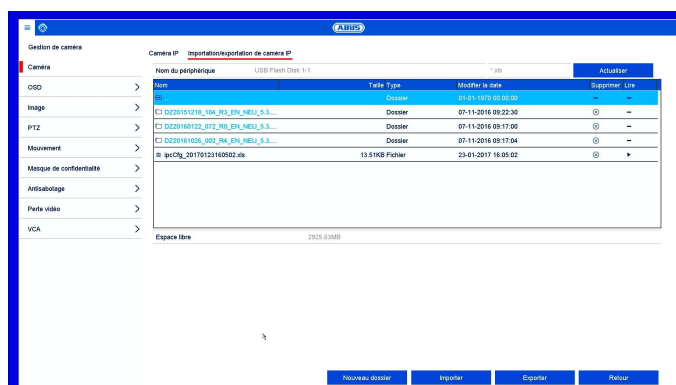 ABUS
Gestion de caméra
Caméra IP Importation/exportation de caméra IP
Caméra
Nom du périphérique USB Flash Disk 1-1 *.xls Actualiser
OSD
Nom Taille Type Modifier la date Supprimer Lire
Dossier 01-01-1970 00:00:00 – –
Image
DZ20151218_104_R3_EN_NEU_5.3.... Dossier 07-11-2016 09:22:30 –
DZ20160122_072_R0_EN_NEU_5.3.... Dossier 07-11-2016 09:17:00 –
PTZ
DZ20161026_002_R4_EN_NEU_5.3.... Dossier 07-11-2016 09:17:04 –
Mouvement
ipcCfg_20170123160502.xls 13.51KB Fichier 23-01-2017 16:05:02
Masque de confidentialité
Antisabotage
Perte vidéo
VCA
Espace libre 2925.63MB
Nouveau dossier Importer Exporter Retour